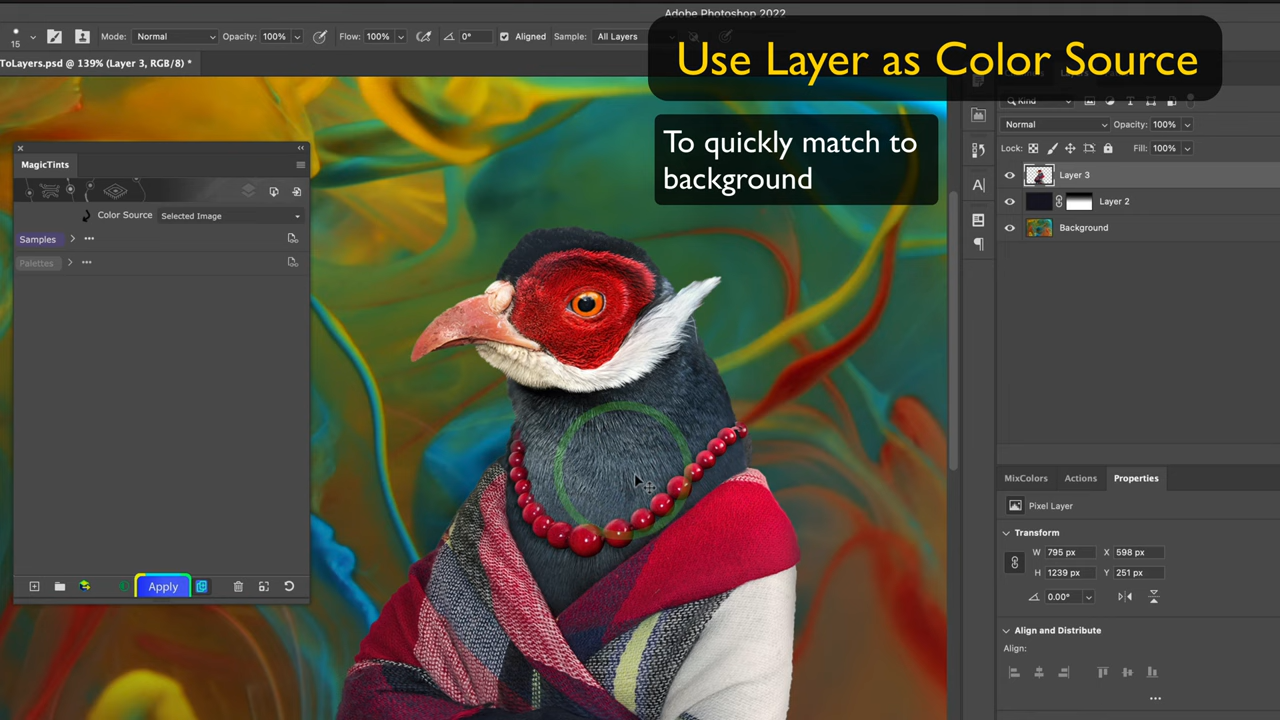 Adobe Photoshop 2022
15
Mode: Normal
Opacity: 100%
Flow: 100%
0°
Aligned
Sample: All Layers
Use Layer as Color Source
To quickly match to
background
ToLayers.psd @ 139% (Layer 3, RGB/8) *
MagicTints
Color Source
Selected Image
Samples
Palettes
Apply
Kind
Normal
Opacity: 100%
Lock:
Fill: 100%
Layer 3
Layer 2
Background
MixColors
Actions
Properties
Pixel Layer
Transform
W 795 px
X 598 px
H 1239 px
Y 251 px
0.00°
Align and Distribute
Align: